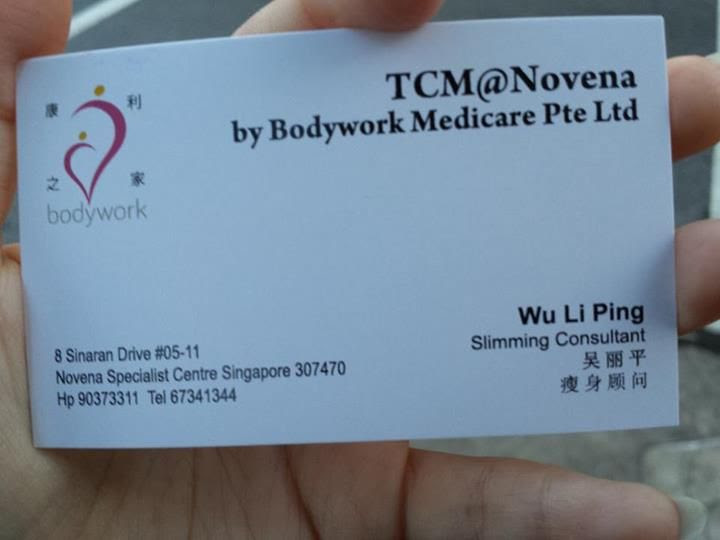 康 利
之 家
bodywork
TCM@Novena
by Bodywork Medicare Pte Ltd
Wu Li Ping
Slimming Consultant
吴丽平
瘦身顾问
8 Sinaran Drive #05-11
Novena Specialist Centre Singapore 307470
Hp 90373311 Tel 67341344